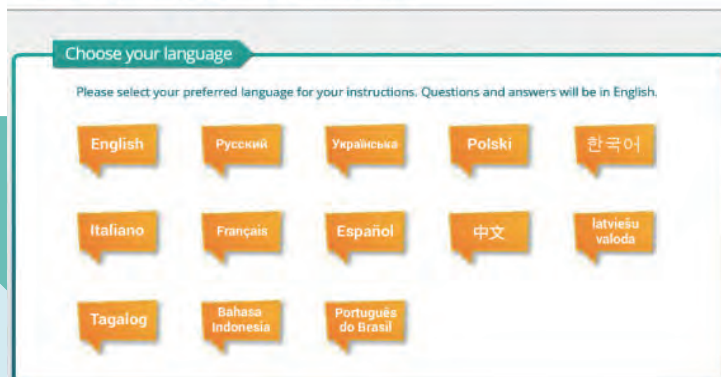 Choose your language
Please select your preferred language for your instructions. Questions and answers will be in English.
English
Русский
Українська
Polski
한국어
Italiano
Français
Español
中文
latviešu
valoda
Tagalog
Bahasa
Indonesia
Português
do Brasil